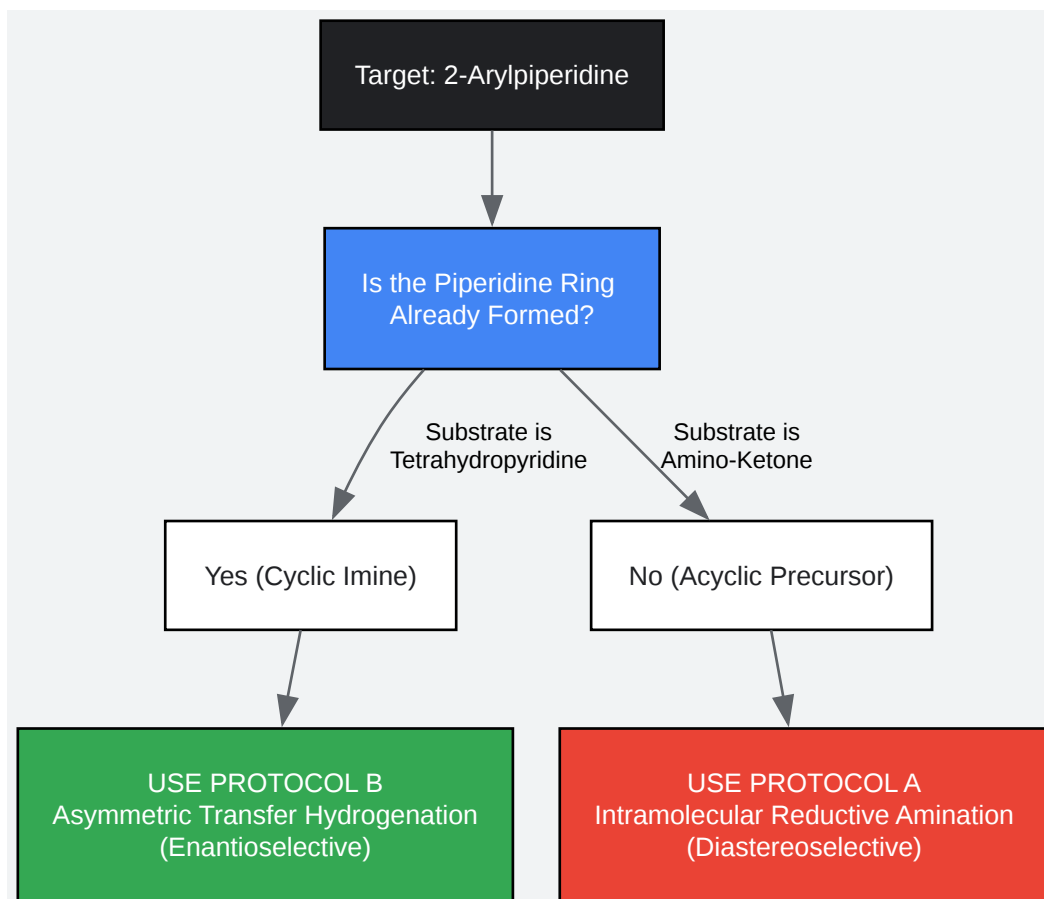 Target: 2-Arylpiperidine
Is the Piperidine Ring
Already Formed?
Substrate is
Tetrahydropyridine
Substrate is
Amino-Ketone
Yes (Cyclic Imine)
No (Acyclic Precursor)
USE PROTOCOL B
Asymmetric Transfer Hydrogenation
(Enantioselective)
USE PROTOCOL A
Intramolecular Reductive Amination
(Diastereoselective)